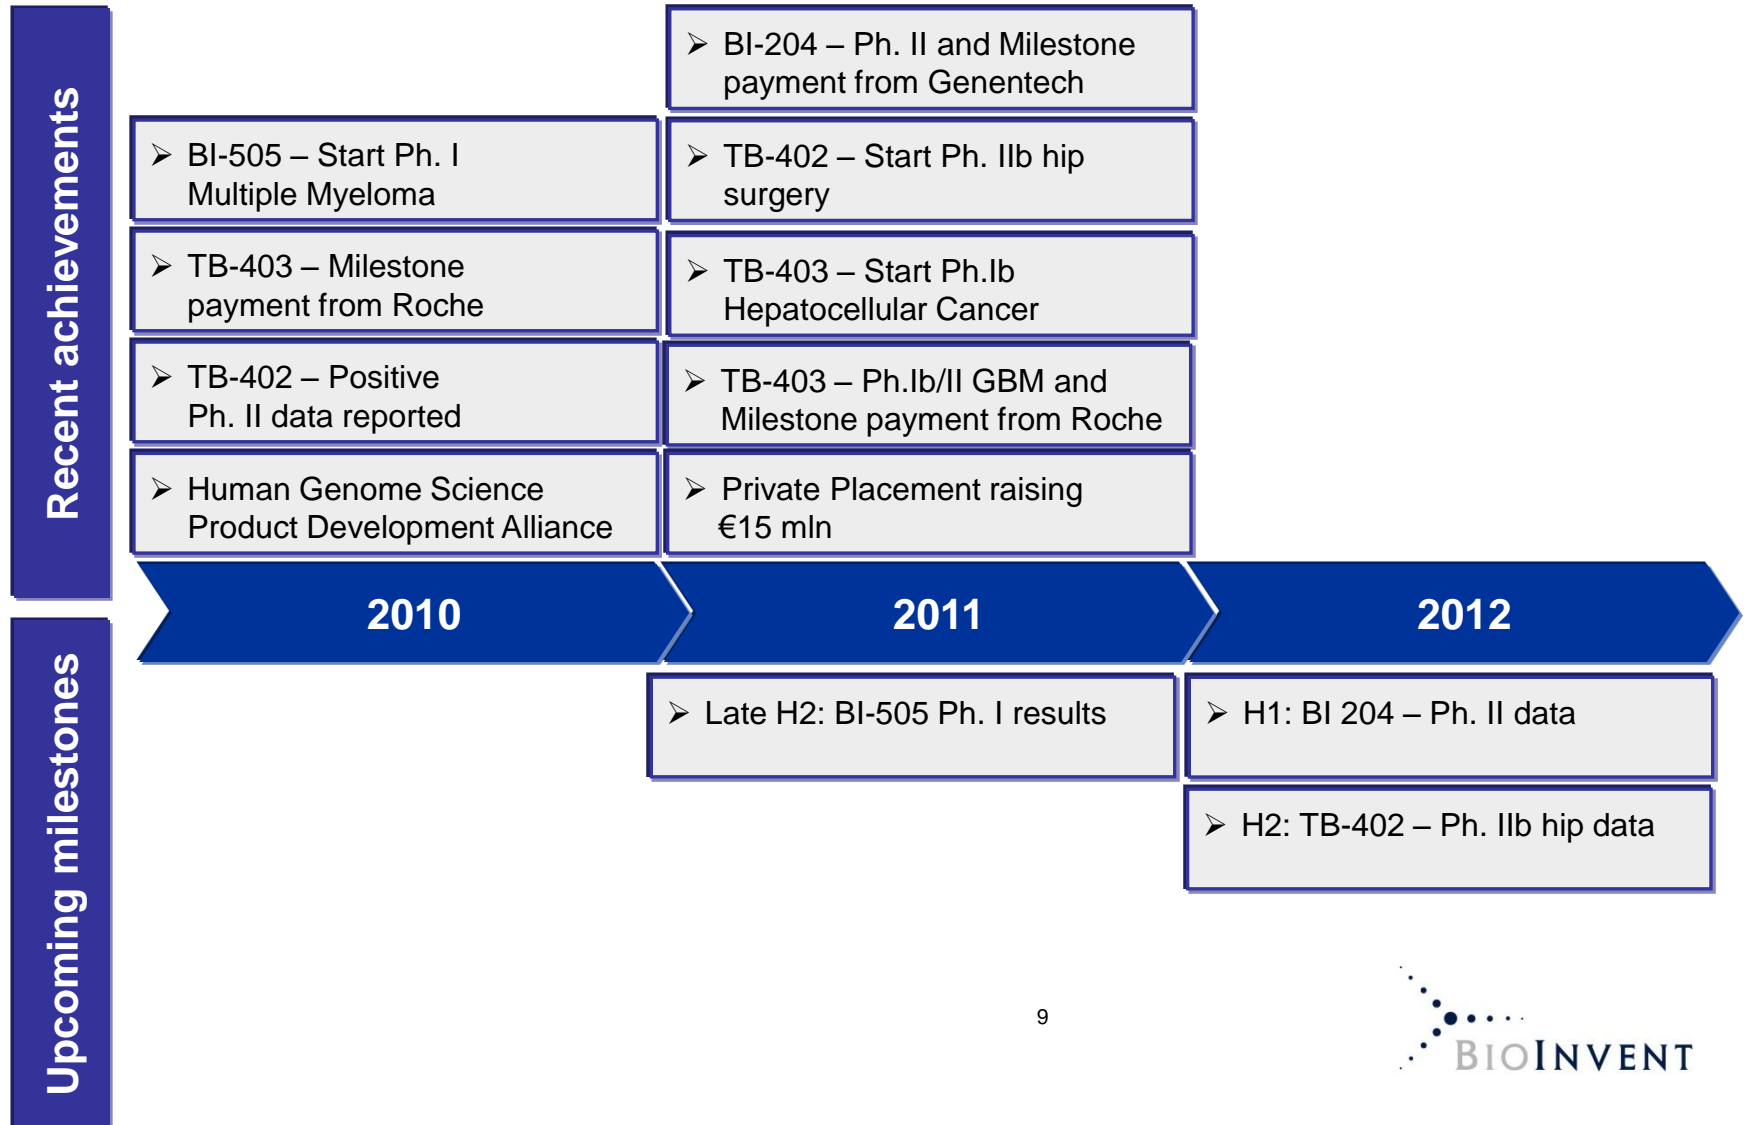 Recent achievements
➢ BI-505 – Start Ph. I
Multiple Myeloma
➢ TB-403 – Milestone
payment from Roche
➢ TB-402 – Positive
Ph. II data reported
➢ Human Genome Science
Product Development Alliance
➢ BI-204 – Ph. II and Milestone
payment from Genentech
➢ TB-402 – Start Ph. IIb hip
surgery
➢ TB-403 – Start Ph.Ib
Hepatocellular Cancer
➢ TB-403 – Ph.Ib/II GBM and
Milestone payment from Roche
➢ Private Placement raising
€15 mln
2010
2011
2012
Upcoming milestones
➢ Late H2: BI-505 Ph. I results
➢ H1: BI 204 – Ph. II data
➢ H2: TB-402 – Ph. IIb hip data
9
BIOINVENT